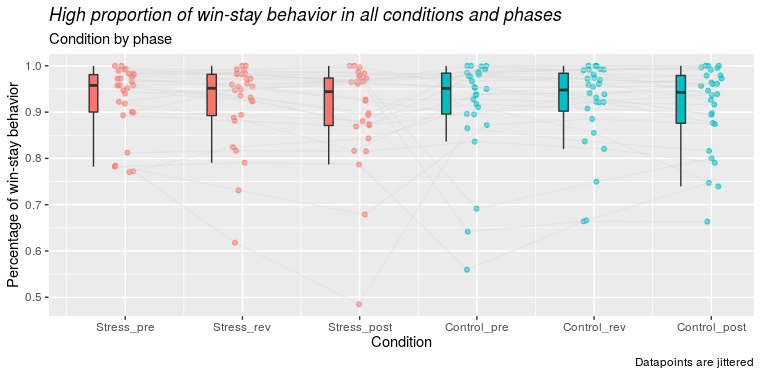 High proportion of win-stay behavior in all conditions and phases
Condition by phase
Percentage of win-stay behavior
1.0
0.9
0.8
0.7
0.6
0.5
Stress_pre
Stress_rev
Stress_post
Control_pre
Control_rev
Control_post
Condition
Datapoints are jittered